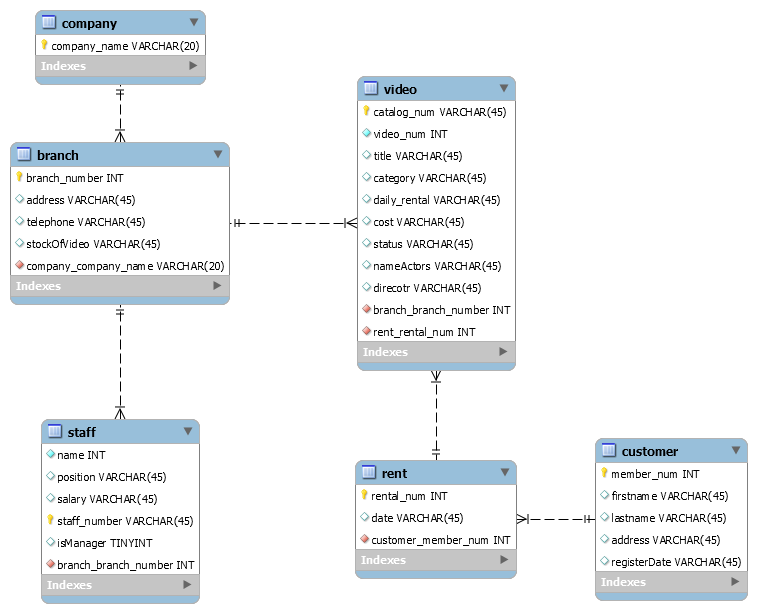 company
company_name VARCHAR(20)
Indexes
branch
branch_number INT
address VARCHAR(45)
telephone VARCHAR(45)
stockOfVideo VARCHAR(45)
company_company_name VARCHAR(20)
Indexes
video
catalog_num VARCHAR(45)
video_num INT
title VARCHAR(45)
category VARCHAR(45)
daily_rental VARCHAR(45)
cost VARCHAR(45)
status VARCHAR(45)
nameActors VARCHAR(45)
direcotr VARCHAR(45)
branch_branch_number INT
rent_rental_num INT
Indexes
staff
name INT
position VARCHAR(45)
salary VARCHAR(45)
staff_number VARCHAR(45)
isManager TINYINT
branch_branch_number INT
Indexes
rent
rental_num INT
date VARCHAR(45)
customer_member_num INT
Indexes
customer
member_num INT
firstname VARCHAR(45)
lastname VARCHAR(45)
address VARCHAR(45)
registerDate VARCHAR(45)
Indexes